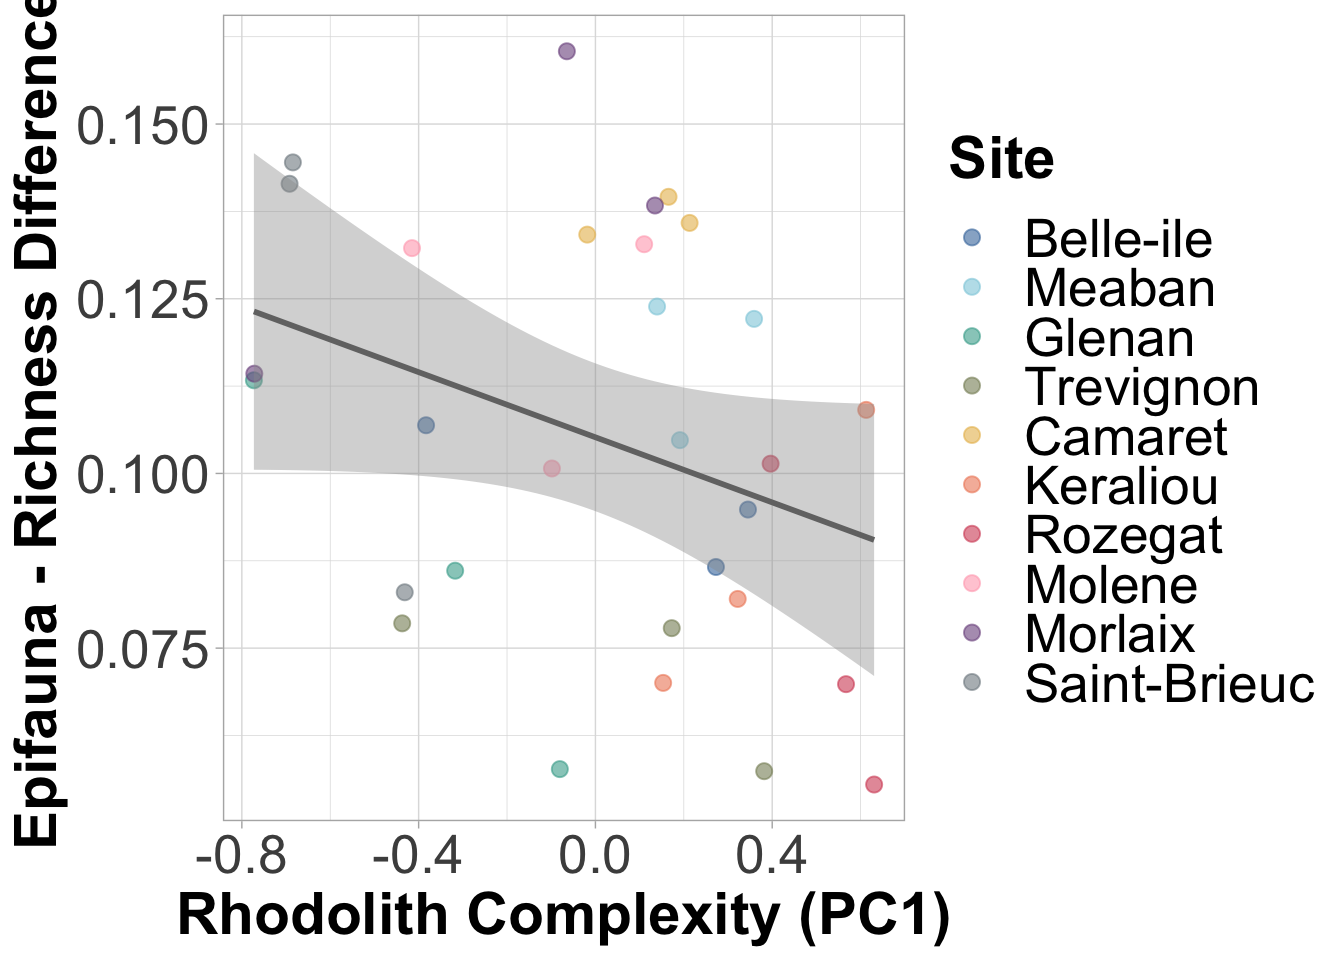 Epifauna - Richness Difference
0.150
0.125
0.100
0.075
-0.8
-0.4
0.0
0.4
Rhodolith Complexity (PC1)
Site
Belle-ile
Meaban
Glenan
Trevignon
Camaret
Keraliou
Rozegat
Molene
Morlaix
Saint-Brieuc